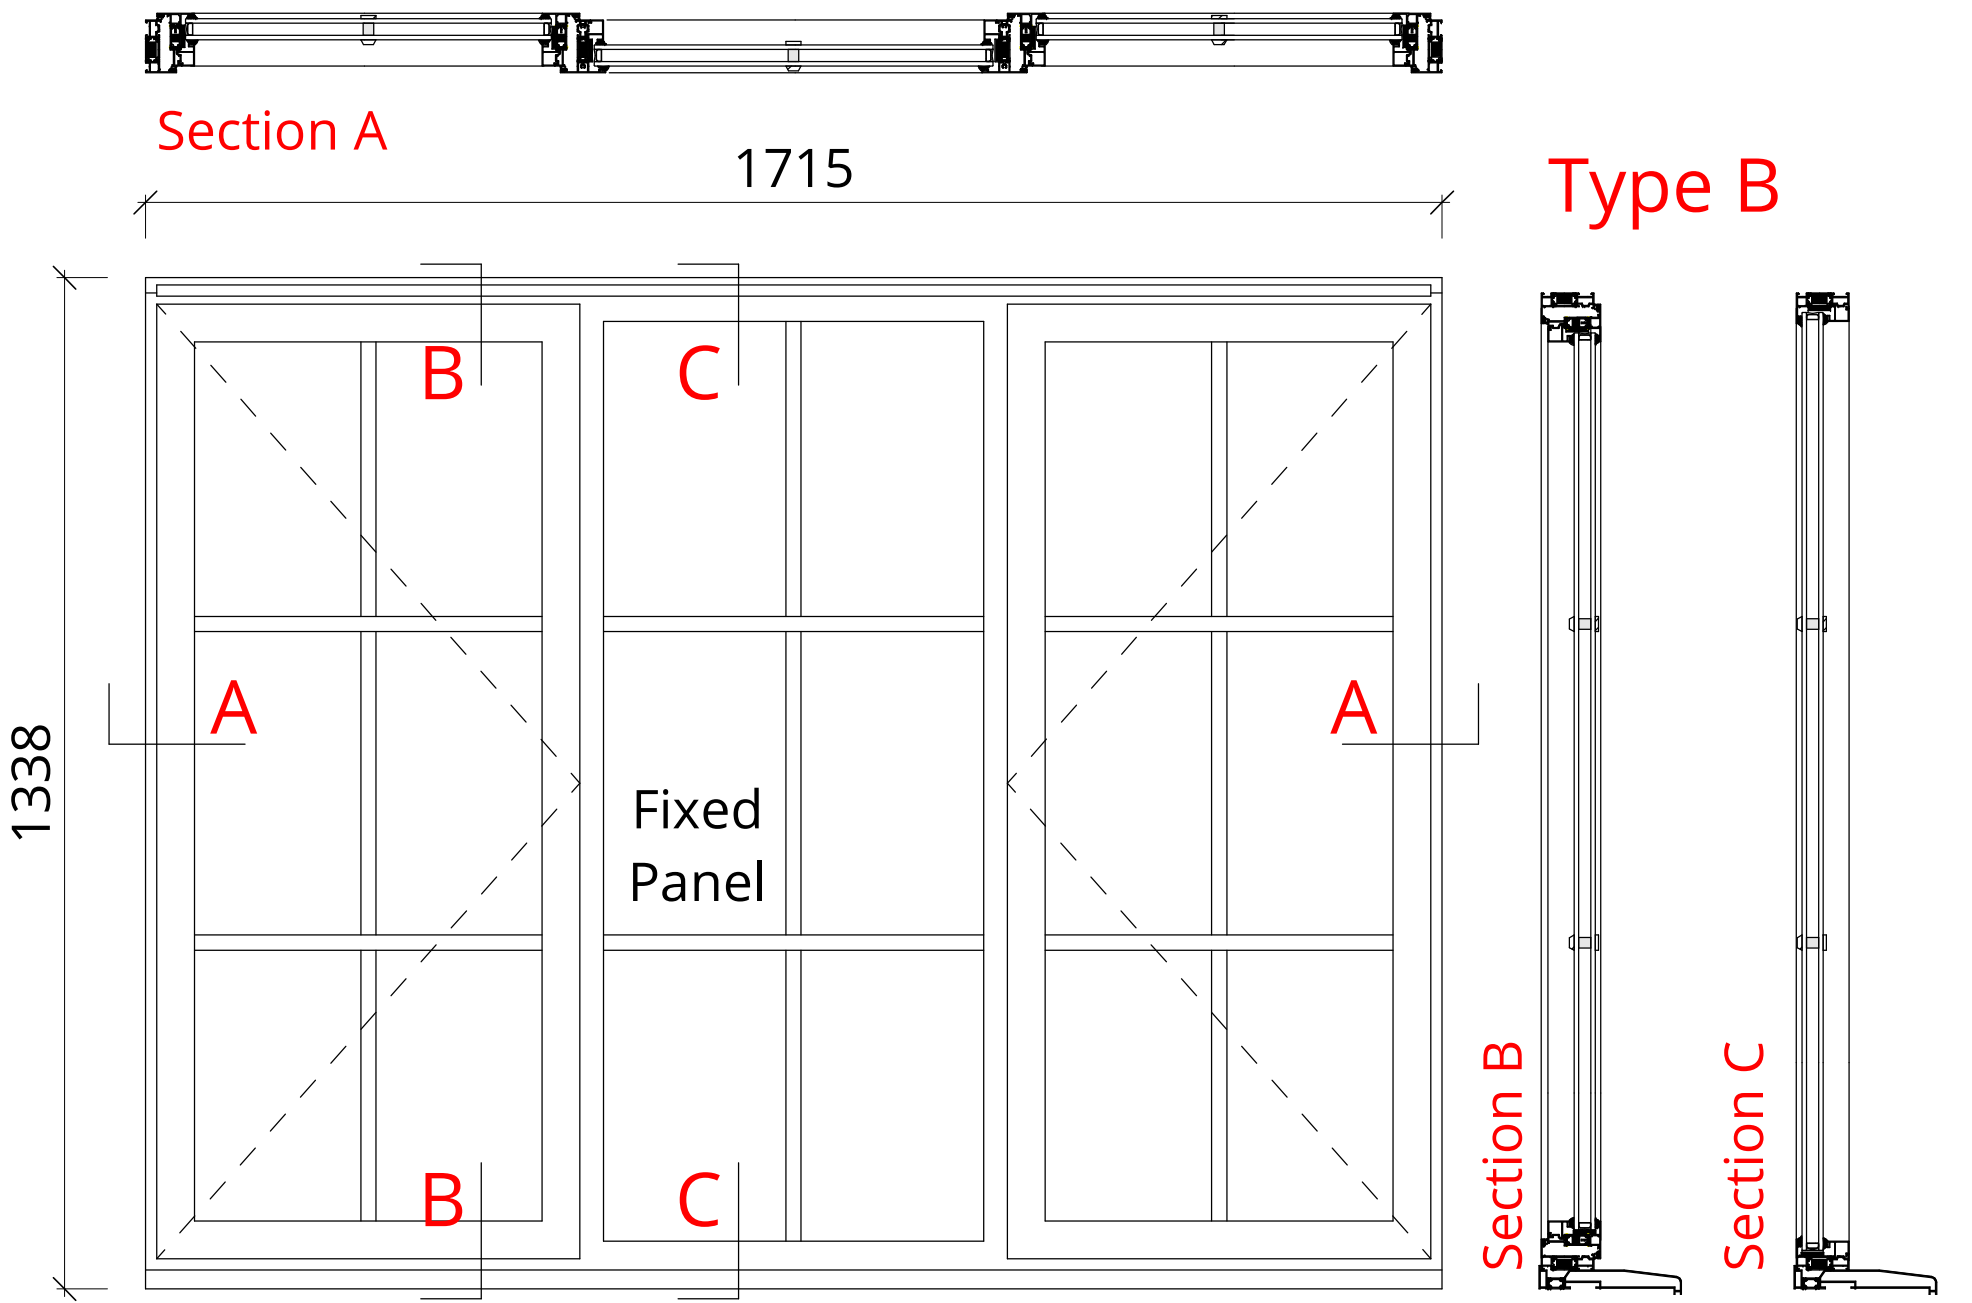 Section A
1715
Type B
B
C
A
A
1338
Fixed
Panel
B
C
Section B
Section C